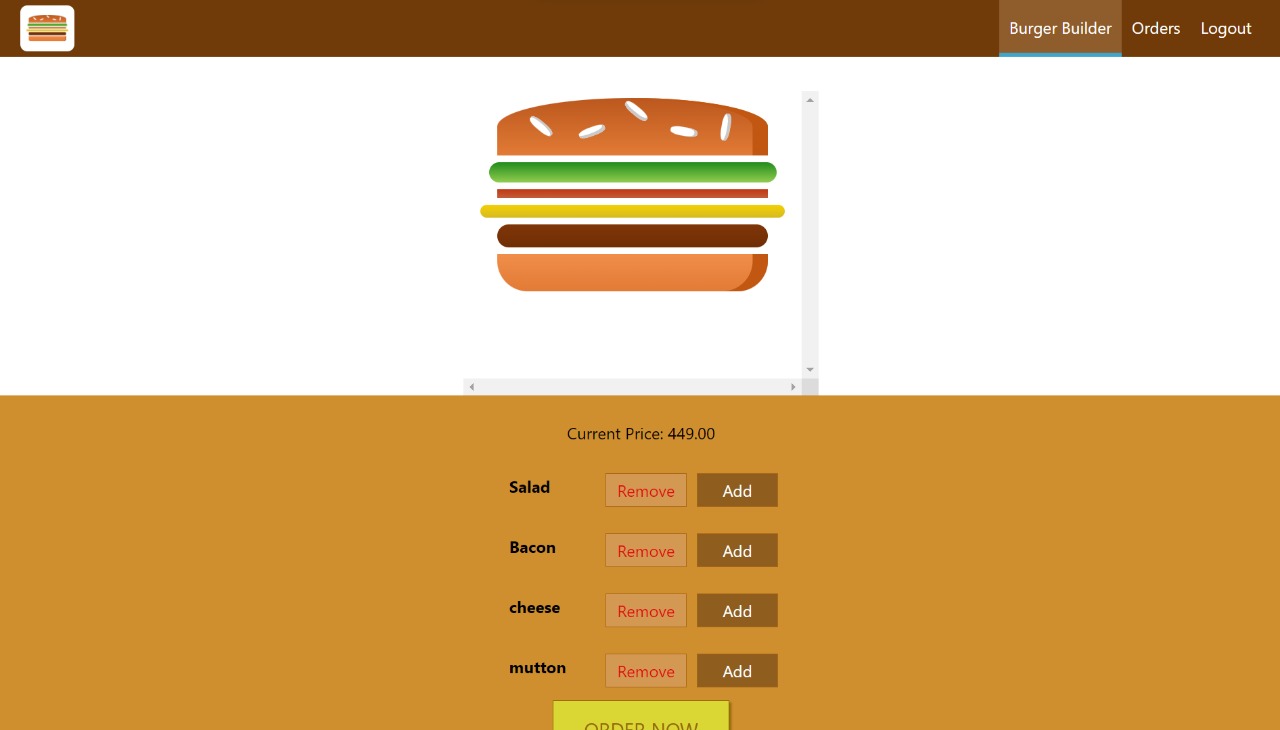 Burger Builder Orders Logout
Current Price: 449.00
Salad Remove Add
Bacon Remove Add
cheese Remove Add
mutton Remove Add
ORDER NOW